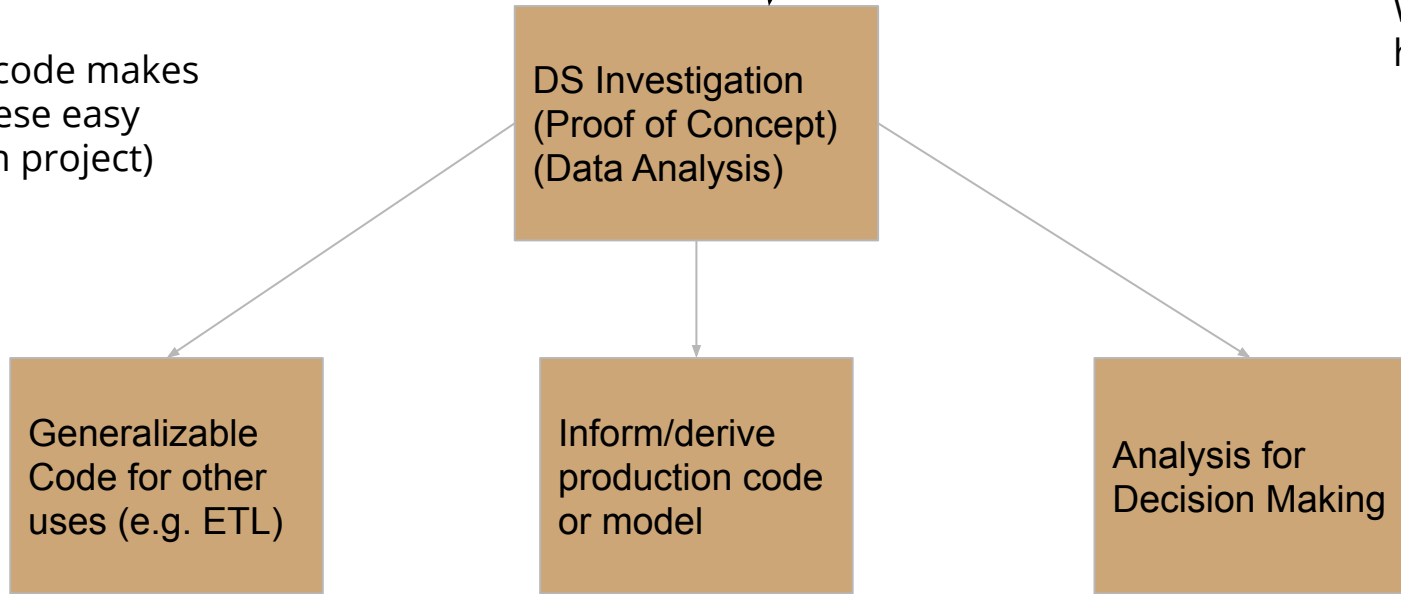 code makes
ese easy
project)
DS Investigation
(Proof of Concept)
(Data Analysis)
Generalizable
Code for other
uses (e.g. ETL)
Inform/derive
production code
or model
Analysis for
Decision Making